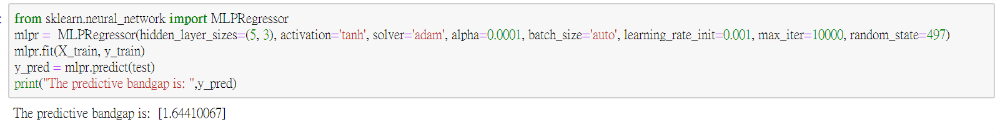 from sklearn.neural_network import MLPRegressor
mlpr =  MLPRegressor(hidden_layer_sizes=(5, 3), activation='tanh', solver='adam', alpha=0.0001, batch_size='auto', learning_rate_init=0.001, max_iter=10000, random_state=497)
mlpr.fit(X_train, y_train)
y_pred = mlpr.predict(test)
print("The predictive bandgap is: ",y_pred)
The predictive bandgap is:  [1.64410067]